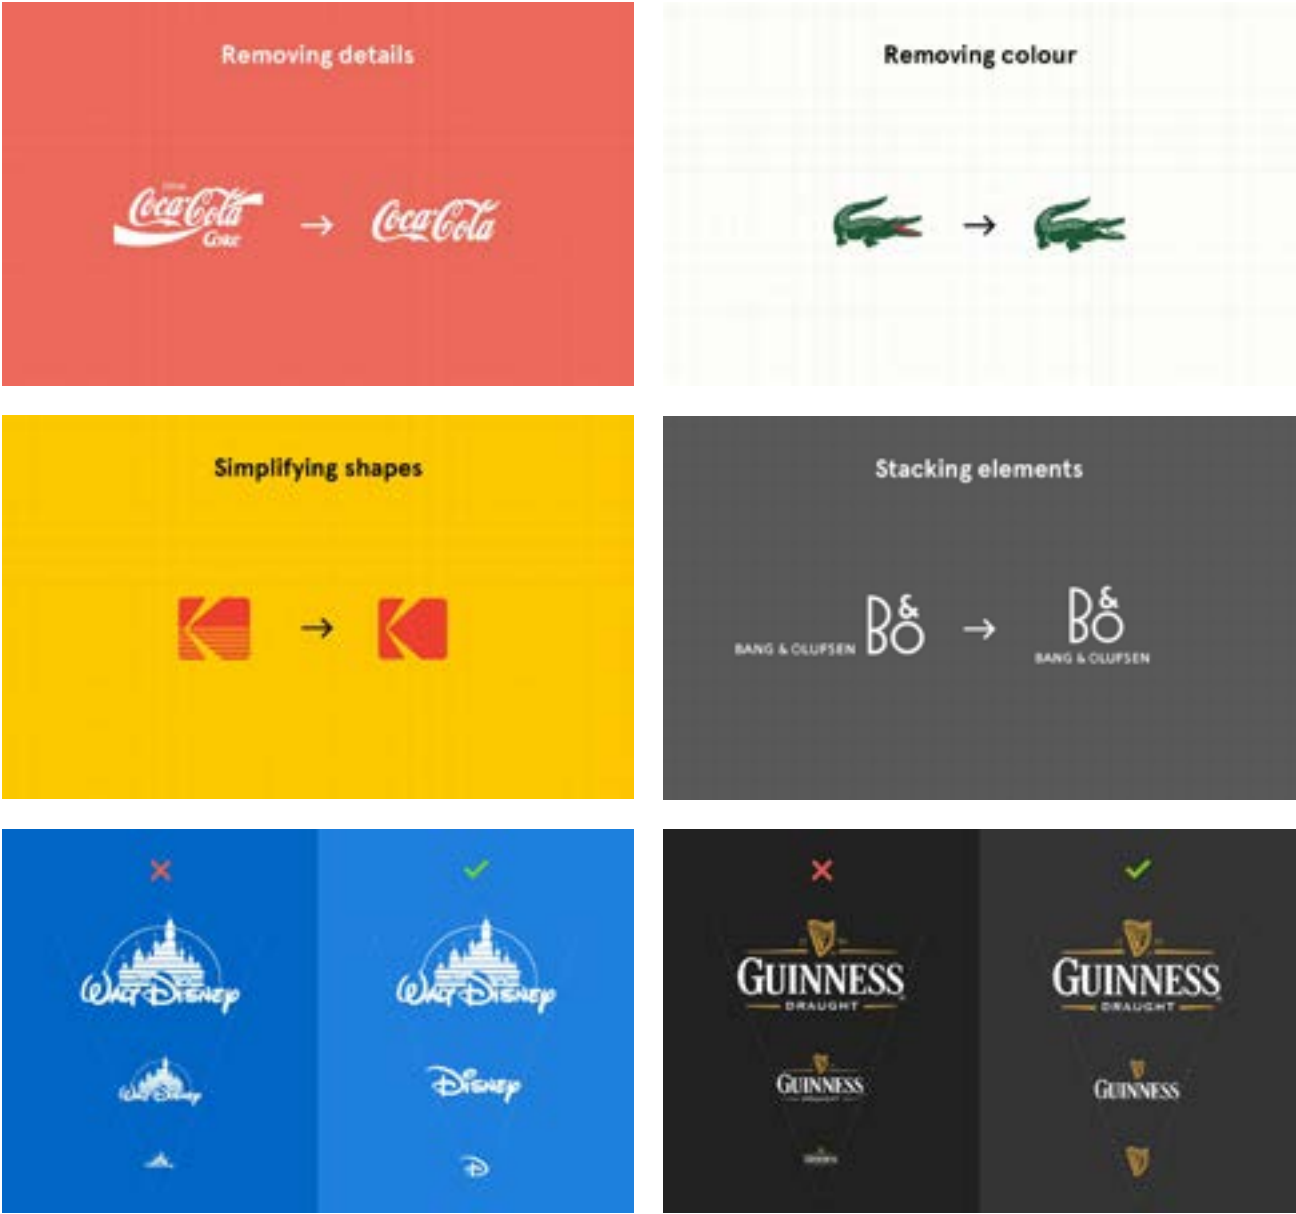 Removing details
Coca-Cola
Coke
Coca-Cola
Removing colour
Simplifying shapes
Stacking elements
BANG & OLUFSEN B&O
B&O
BANG & OLUFSEN
WALT DISNEY
WALT DISNEY
WALT DISNEY
DISNEY
D
GUINNESS
DRAUGHT
GUINNESS
DRAUGHT
GUINNESS
DRAUGHT
GUINNESS